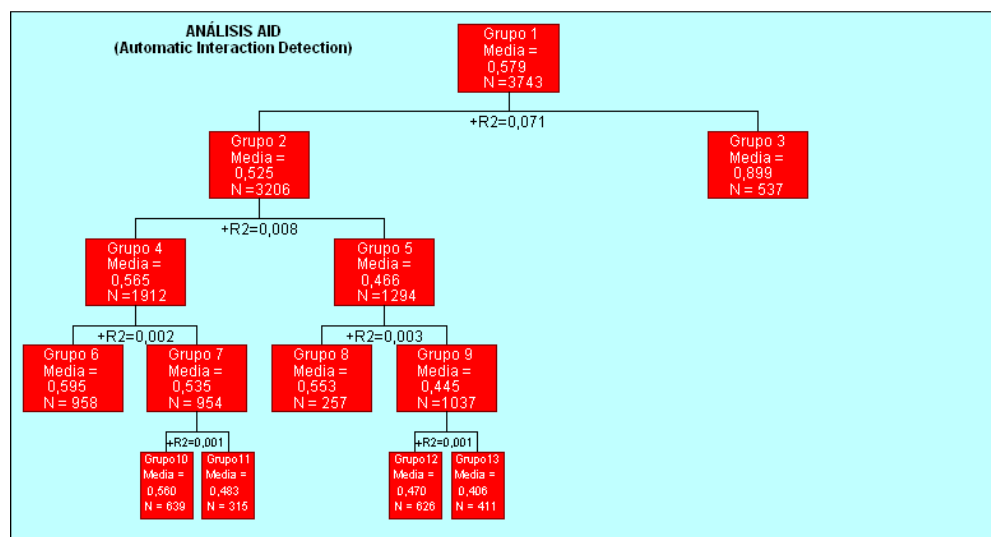 ANÁLISIS AID
(Automatic Interaction Detection)
Grupo 1
Media =
0,579
N =3743
+R2=0,071
Grupo 2
Media =
0,525
N =3206
Grupo 3
Media =
0,899
N = 537
+R2=0,008
Grupo 4
Media =
0,565
N =1912
Grupo 5
Media =
0,466
N =1294
+R2=0,002
+R2=0,003
Grupo 6
Media =
0,595
N = 958
Grupo 7
Media =
0,535
N = 954
Grupo 8
Media =
0,553
N = 257
Grupo 9
Media =
0,445
N =1037
+R2=0,001
+R2=0,001
Grupo10
Media =
0,560
N = 639
Grupo11
Media =
0,483
N = 315
Grupo12
Media =
0,470
N = 626
Grupo13
Media =
0,406
N = 411